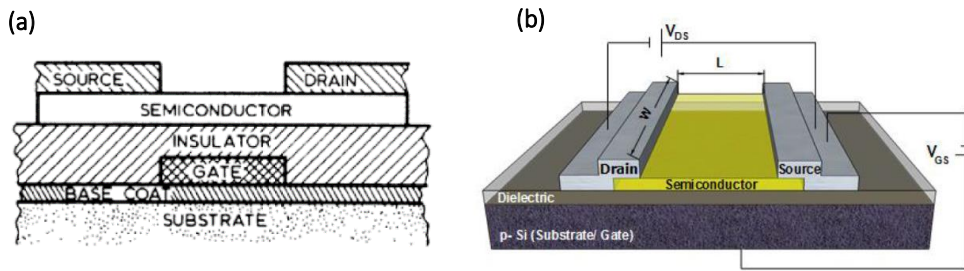 (a)
SOURCE
DRAIN
SEMICONDUCTOR
INSULATOR
GATE
BASE COAT
SUBSTRATE
(b)
VDS
L
W
VGS
Drain
Source
Semiconductor
Dielectric
p- Si (Substrate/ Gate)